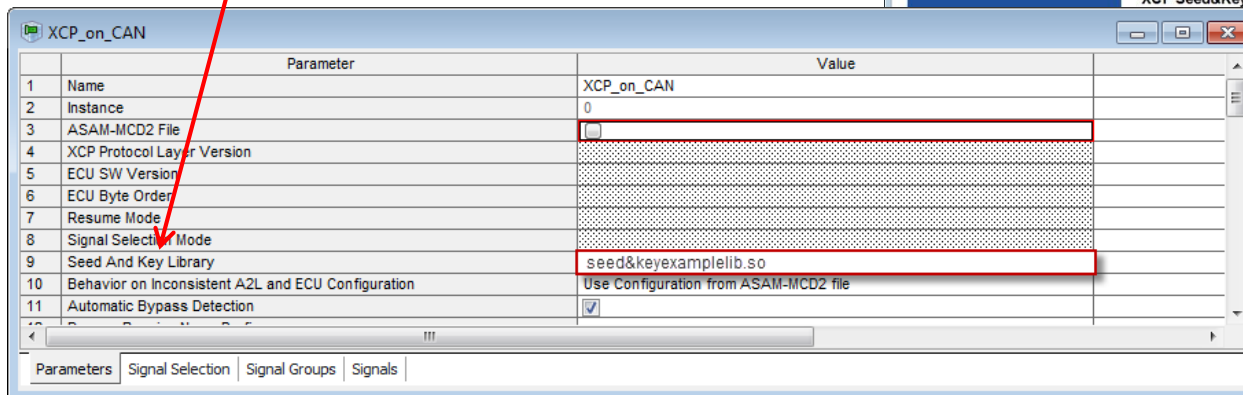 XCP Seed&Key
XCP_on_CAN
Parameter Value
1 Name XCP_on_CAN
2 Instance 0
3 ASAM-MCD2 File
4 XCP Protocol Layer Version
5 ECU SW Version
6 ECU Byte Order
7 Resume Mode
8 Signal Selection Mode
9 Seed And Key Library seed&keyexamplelib.so
10 Behavior on Inconsistent A2L and ECU Configuration Use Configuration from ASAM-MCD2 file
11 Automatic Bypass Detection
Parameters Signal Selection Signal Groups Signals